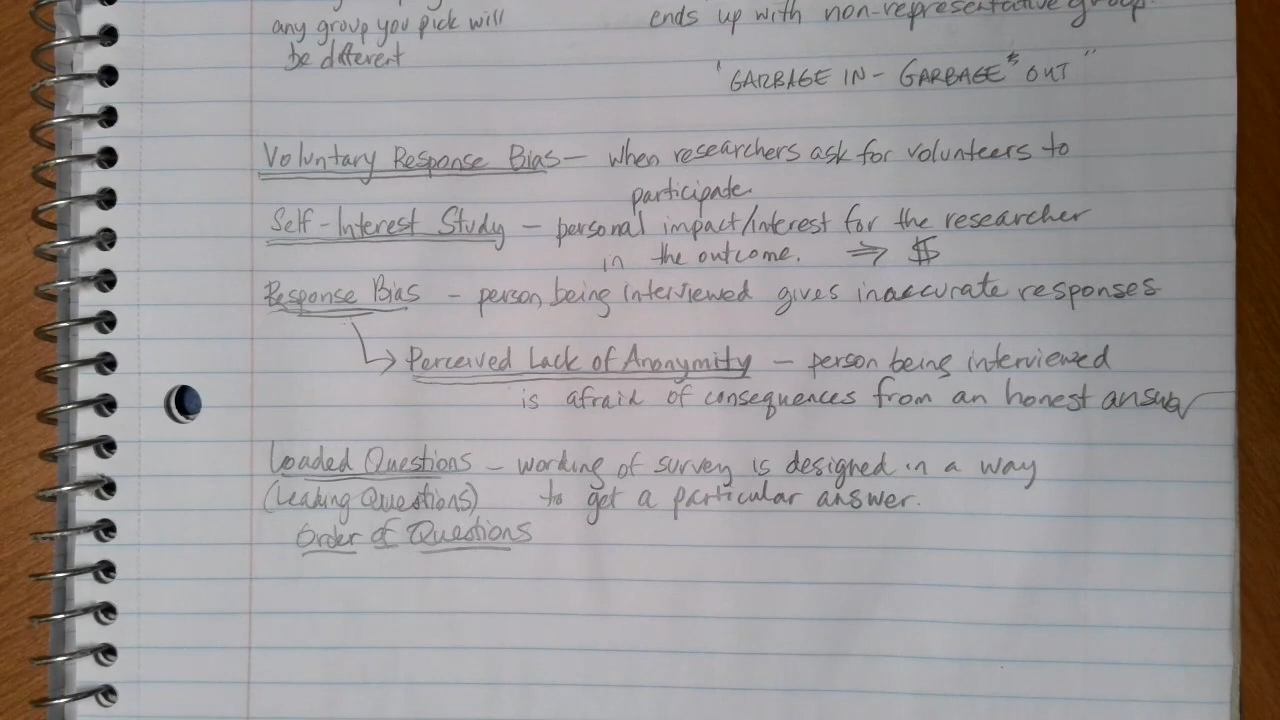 any group you pick will
be different
ends up with non-representative group.
"GARBAGE IN - GARBAGE* OUT"
Voluntary Response Bias - when researchers ask for volunteers to
participate.
Self-Interest Study - personal impact/interest for the researcher
in the outcome. ⇒ $
Response Bias - person being interviewed gives inaccurate responses
↳ Perceived Lack of Anonymity - person being interviewed
is afraid of consequences from an honest answer
Loaded Questions - wording of survey is designed in a way
(Leading Questions) to get a particular answer.
Order of Questions